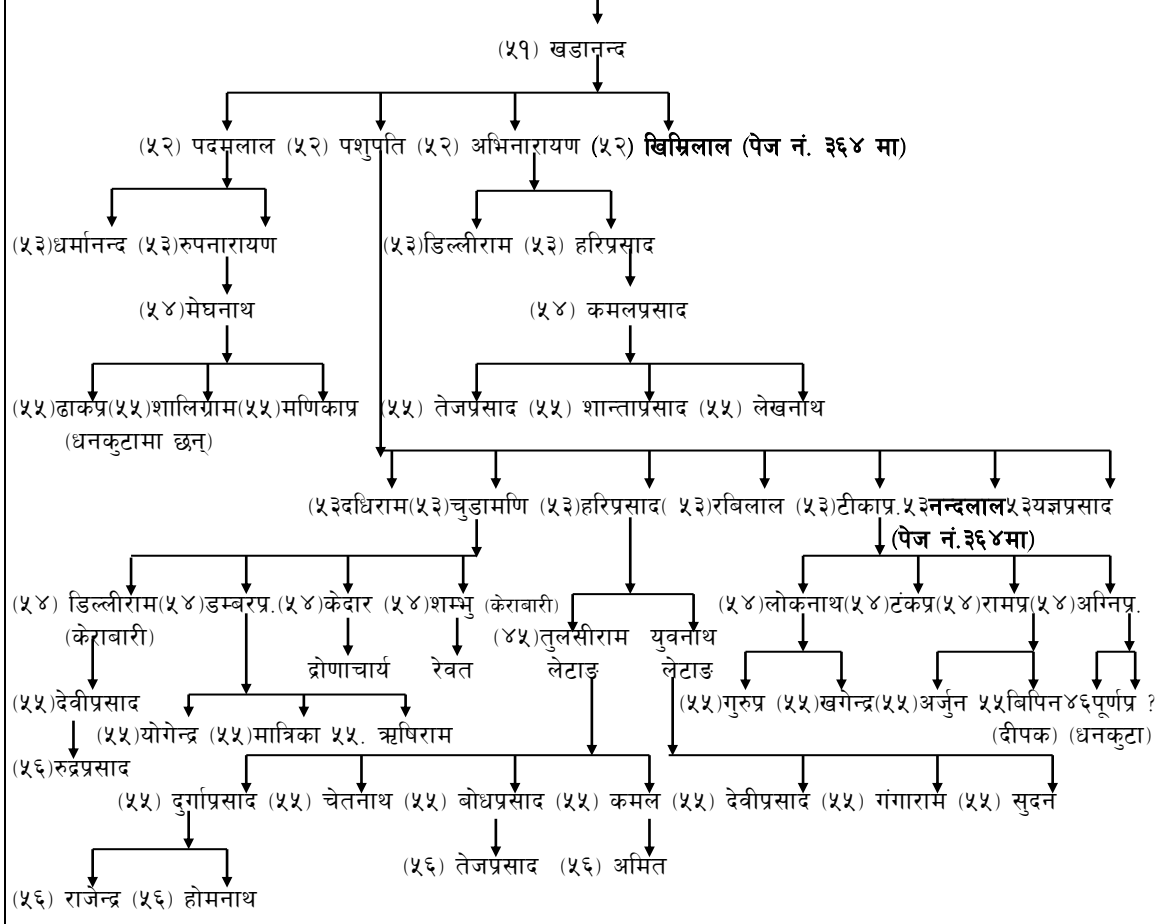 (५१) खडानन्द
(५२) पदमलाल (५२) पशुपति (५२) अभिनारायण (५२) खिम्रिलाल (पेज नं. ३६४ मा)
(५३)धर्मानन्द (५३)रुपनारायण (५३)डिल्लीराम (५३) हरिप्रसाद
(५४)मेघनाथ (५४) कमलप्रसाद
(५५)ढाकप्र(५५)शालिग्राम(५५)मणिकाप्र (५५) तेजप्रसाद (५५) शान्ताप्रसाद (५५) लेखनाथ
(धनकुटामा छन्)
(५३दधिराम(५३)चुडामणि (५३)हरिप्रसाद( ५३)रबिलाल (५३)टीकाप्र.५३नन्दलाल५३यज्ञप्रसाद
(पेज नं.३६४मा)
(५४) डिल्लीराम(५४)डम्बरप्र.(५४)केदार (५४)शम्भु (केराबारी) (५४)लोकनाथ(५४)टंकप्र(५४)रामप्र(५४)अग्निप्र.
(केराबारी) (४५)तुलसीराम युवनाथ
द्रोणाचार्य रेवत लेटाङ लेटाङ
(५५)देवीप्रसाद (५५)गुरुप्र (५५)खगेन्द्र(५५)अर्जुन ५५बिपिन४६पूर्णप्र ?
(५५)योगेन्द्र (५५)मात्रिका ५५. ऋषिराम (दीपक) (धनकुटा)
(५६)रुद्रप्रसाद
(५५) दुर्गाप्रसाद (५५) चेतनाथ (५५) बोधप्रसाद (५५) कमल (५५) देवीप्रसाद (५५) गंगाराम (५५) सुदन
(५६) तेजप्रसाद (५६) अमित
(५६) राजेन्द्र (५६) होमनाथ